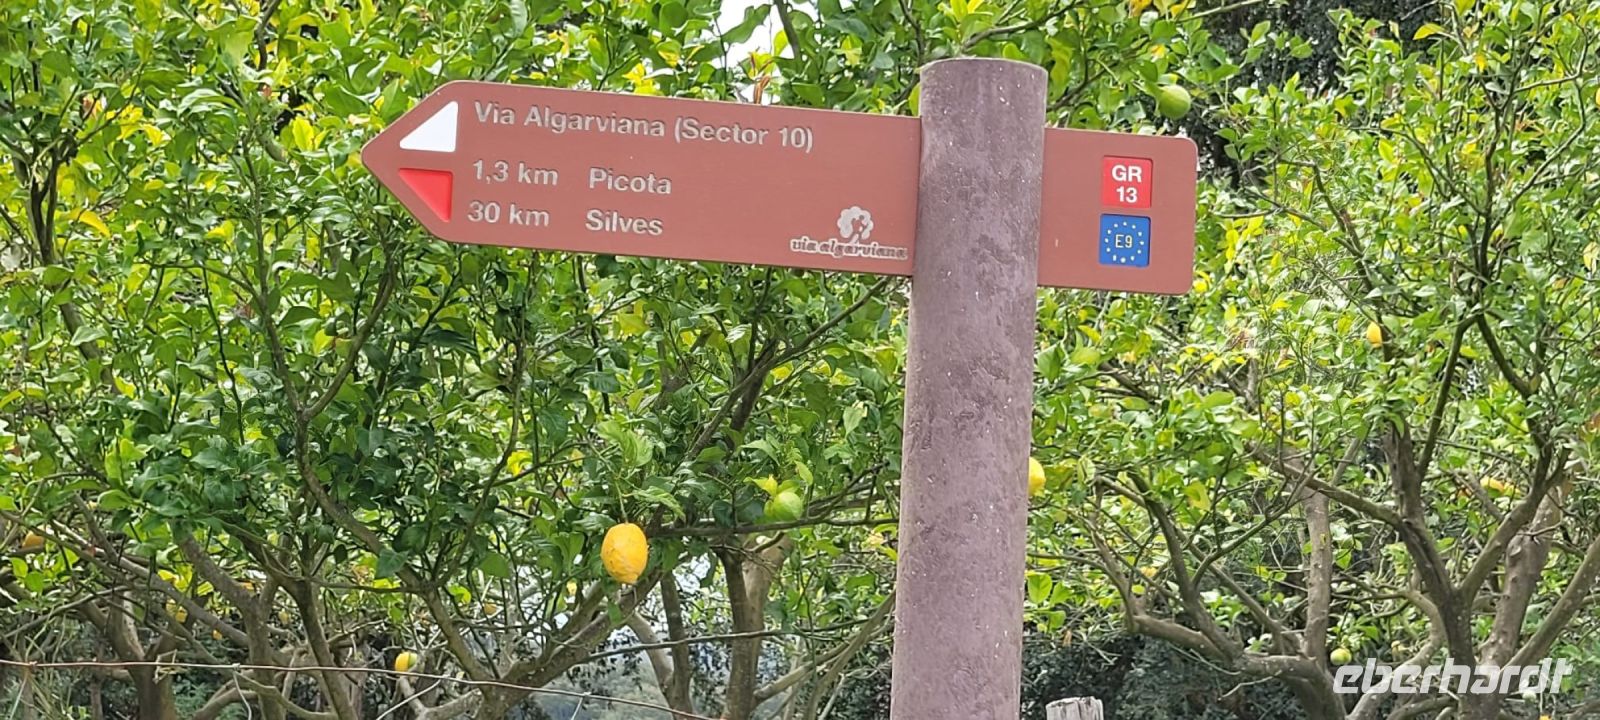 Via Algarviana (Sector 10)
1,3 km Picota
30 km Silves
via algarviana
GR
13
E9
eberhardt